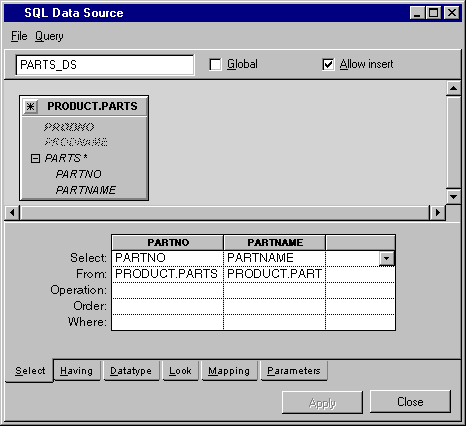 SQL Data Source
File Query
PARTS_DS Global Allow insert
PRODUCT.PARTS
PRODNO
PRODNAME
PARTS*
PARTNO
PARTNAME
PARTNO PARTNAME
Select: PARTNO PARTNAME
From: PRODUCT.PARTS PRODUCT.PART
Operation:
Order:
Where:
Select Having Datatype Look Mapping Parameters
Apply Close